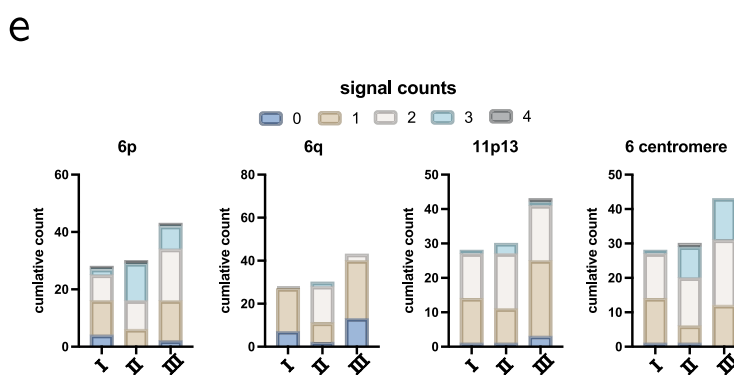 e
signal counts
0 1 2 3 4
6p 6q 11p13 6 centromere
60 80 50 50
40 60 40 40
20 40 30 30
0 20 20 20
0 10 10
0 0
cumlative count cumlative count cumlative count cumlative count
I II III I II III I II III I II III